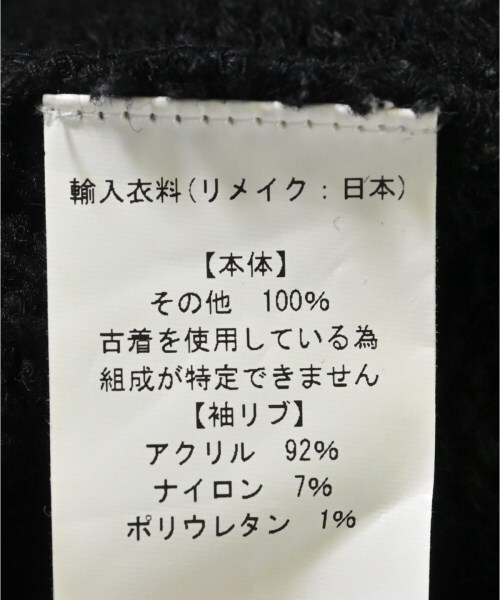 輸入衣料(リメイク:日本)
【本体】
その他 100%
古着を使用している為
組成が特定できません
【袖リブ】
アクリル 92%
ナイロン 7%
ポリウレタン 1%